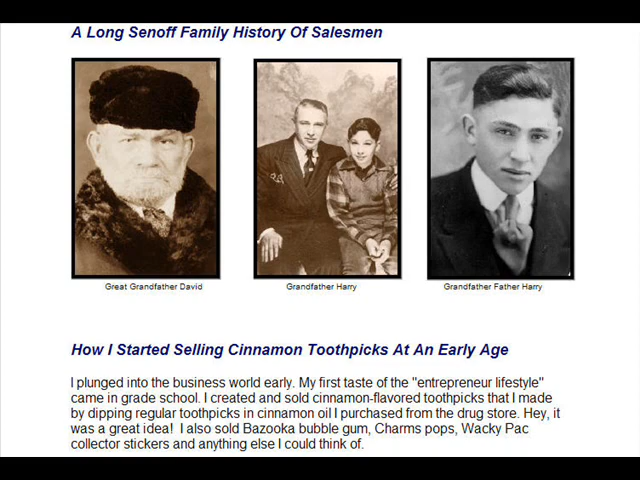 A Long Senoff Family History Of Salesmen
Great Grandfather David
Grandfather Harry
Grandfather Father Harry
How I Started Selling Cinnamon Toothpicks At An Early Age
I plunged into the business world early. My first taste of the "entrepreneur lifestyle"
came in grade school. I created and sold cinnamon-flavored toothpicks that I made
by dipping regular toothpicks in cinnamon oil I purchased from the drug store. Hey, it
was a great idea! I also sold Bazooka bubble gum, Charms pops, Wacky Pac
collector stickers and anything else I could think of.